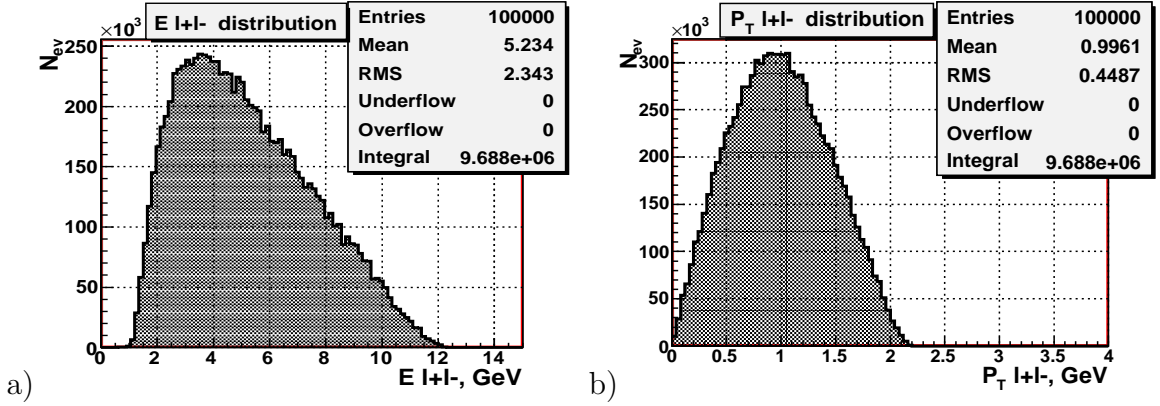 E l+l- distribution
Entries 100000
Mean 5.234
RMS 2.343
Underflow 0
Overflow 0
Integral 9.688e+06
×10³
N_ev
250
200
150
100
50
0
0 2 4 6 8 10 12 14
E l+l-, GeV
a)
P_T l+l- distribution
Entries 100000
Mean 0.9961
RMS 0.4487
Underflow 0
Overflow 0
Integral 9.688e+06
×10³
N_ev
300
250
200
150
100
50
0
0 0.5 1 1.5 2 2.5 3 3.5 4
P_T l+l-, GeV
b)